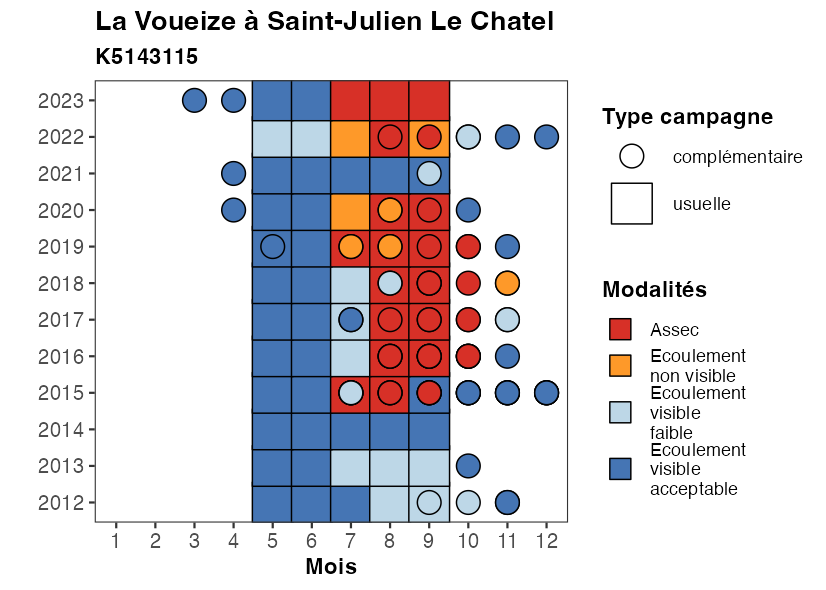 La Voueize à Saint-Julien Le Chatel
K5143115
2023
2022
2021
2020
2019
2018
2017
2016
2015
2014
2013
2012
1 2 3 4 5 6 7 8 9 10 11 12
Mois
Type campagne
complémentaire
usuelle
Modalités
Assec
Ecoulement
non visible
Ecoulement
visible
faible
Ecoulement
visible
acceptable